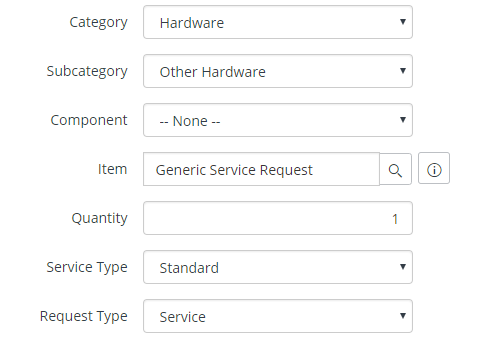 Category Hardware
Subcategory Other Hardware
Component -- None --
Item Generic Service Request
Quantity 1
Service Type Standard
Request Type Service